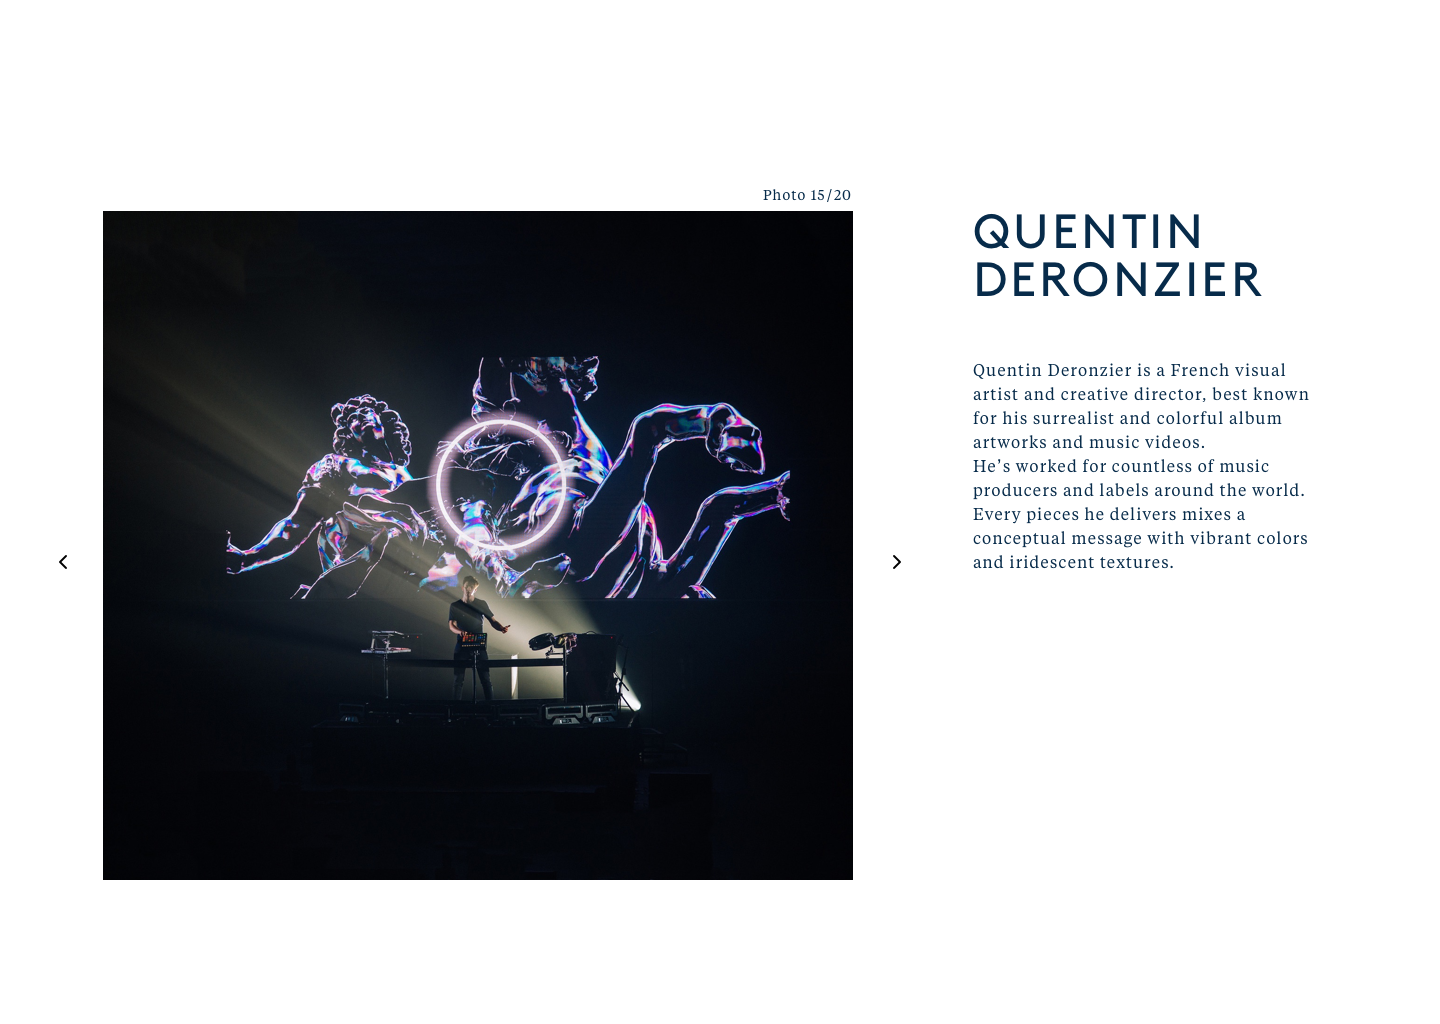 Photo 15/20
QUENTIN
DERONZIER
Quentin Deronzier is a French visual
artist and creative director, best known
for his surrealist and colorful album
artworks and music videos.
He’s worked for countless of music
producers and labels around the world.
Every pieces he delivers mixes a
conceptual message with vibrant colors
and iridescent textures.